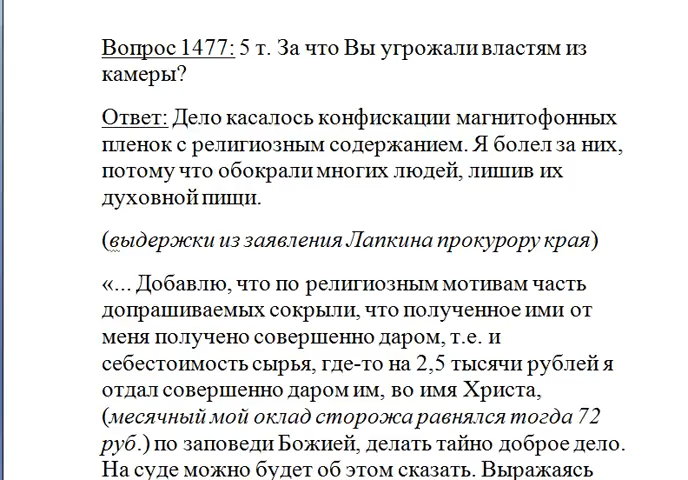 Вопрос 1477: 5 т. За что Вы угрожали властям из
камеры?
Ответ: Дело касалось конфискации магнитофонных
пленок с религиозным содержанием. Я болел за них,
потому что обокрали многих людей, лишив их
духовной пищи.
(выдержки из заявления Лапкина прокурору края)
«... Добавлю, что по религиозным мотивам часть
допрашиваемых сокрыли, что полученное ими от
меня получено совершенно даром, т.е. и
себестоимость сырья, где-то на 2,5 тысячи рублей я
отдал совершенно даром им, во имя Христа,
(месячный мой оклад сторожа равнялся тогда 72
руб.) по заповеди Божией, делать тайно доброе дело.
На суде можно будет об этом сказать. Выражаясь